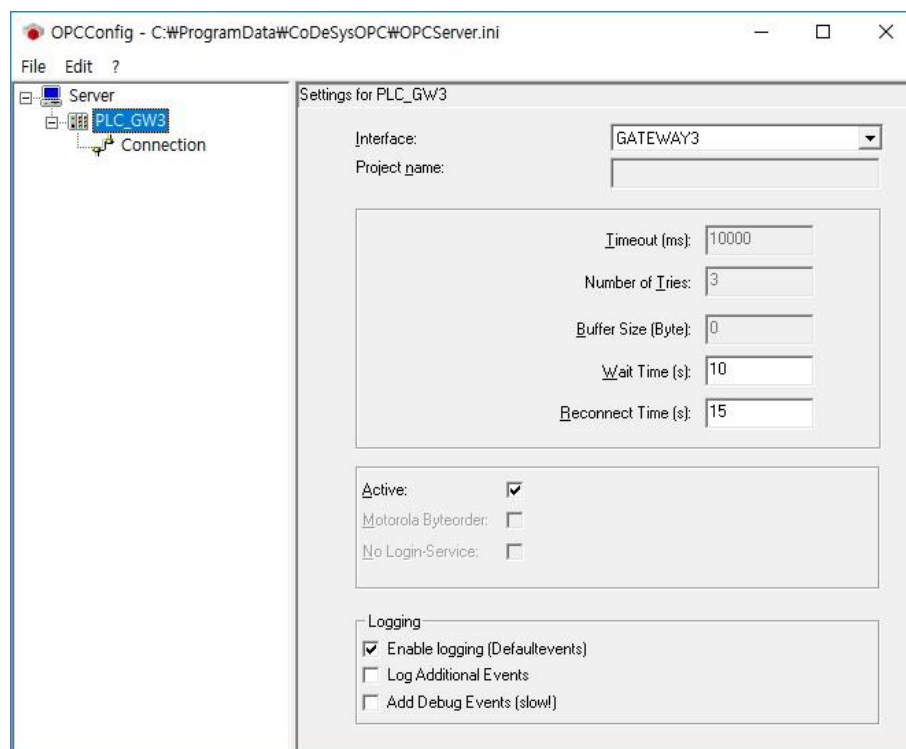 OPCConfig - C:₩ProgramData₩CoDeSysOPC₩OPCServer.ini
File Edit ?
Server
PLC_GW3
Connection
Settings for PLC_GW3
Interface: GATEWAY3
Project name:
Timeout (ms): 10000
Number of Tries: 3
Buffer Size (Byte): 0
Wait Time (s): 10
Reconnect Time (s): 15
Active:
Motorola Byteorder:
No Login-Service:
Logging
Enable logging (Defaultevents)
Log Additional Events
Add Debug Events (slow!)